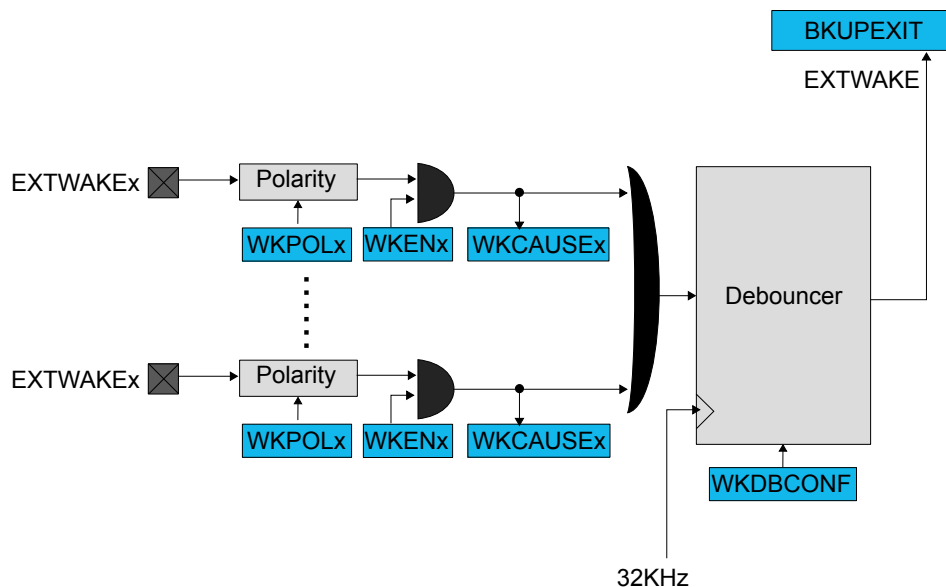 BKUPEXIT
EXTWAKE
EXTWAKEx
Polarity
WKPOLx
WKENx
WKCAUSEx
Debouncer
EXTWAKEx
Polarity
WKPOLx
WKENx
WKCAUSEx
WKDBCONF
32KHz